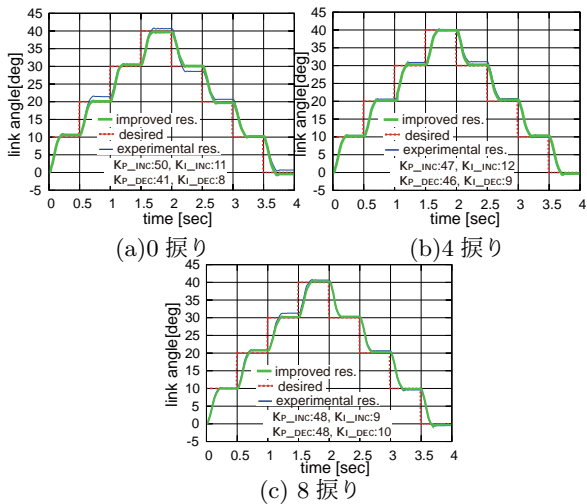 45
40
35
30
25
20
15
10
5
0
-5
link angle[deg]
improved res.
desired
experimental res.
KP_INC:50, KI_INC:11
KP_DEC:41, KI_DEC:8
0 0.5 1 1.5 2 2.5 3 3.5 4
time [sec]
(a)0 捩り
45
40
35
30
25
20
15
10
5
0
-5
link angle[deg]
improved res.
desired
experimental res.
KP_INC:47, KI_INC:12
KP_DEC:46, KI_DEC:9
0 0.5 1 1.5 2 2.5 3 3.5 4
time [sec]
(b)4 捩り
45
40
35
30
25
20
15
10
5
0
-5
link angle[deg]
improved res.
desired
experimental res.
KP_INC:48, KI_INC:9
KP_DEC:48, KI_DEC:10
0 0.5 1 1.5 2 2.5 3 3.5 4
time [sec]
(c) 8 捩り